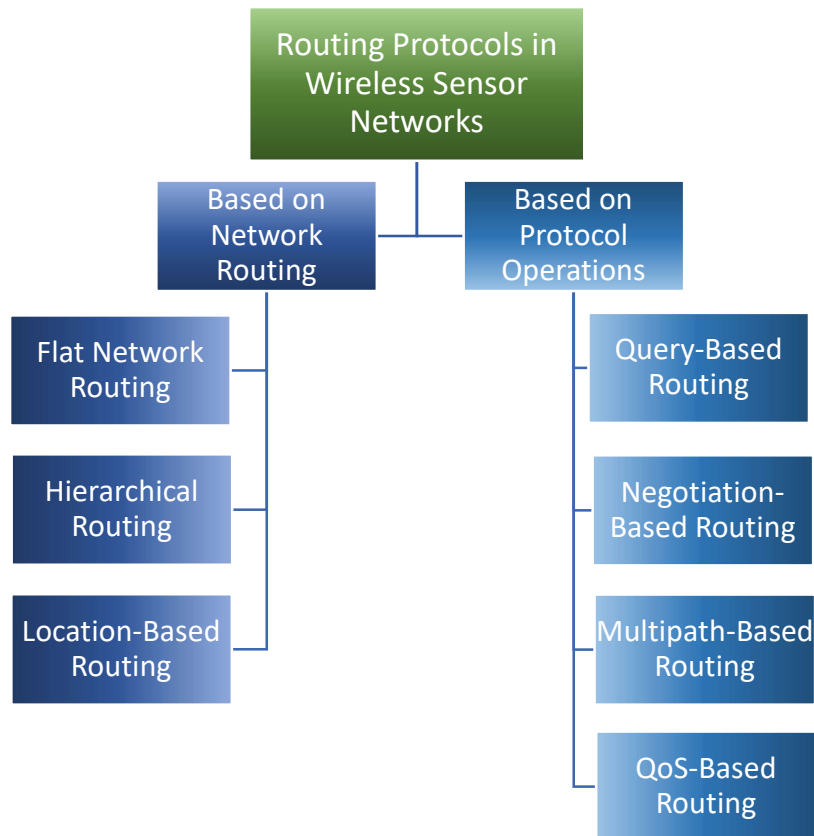 Routing Protocols in
Wireless Sensor
Networks
Based on
Network
Routing
Based on
Protocol
Operations
Flat Network
Routing
Hierarchical
Routing
Location-Based
Routing
Query-Based
Routing
Negotiation-
Based Routing
Multipath-Based
Routing
QoS-Based
Routing